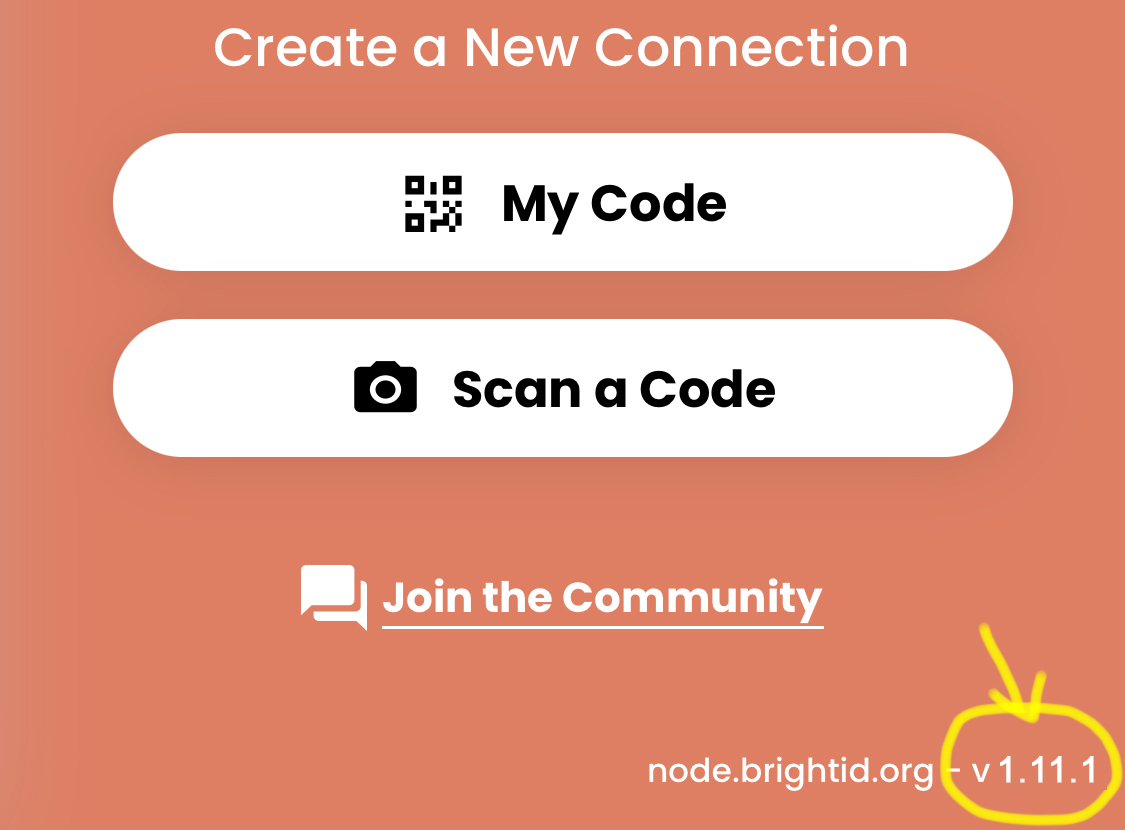 Create a New Connection
My Code
Scan a Code
Join the Community
node.brightid.org - v 1.11.1